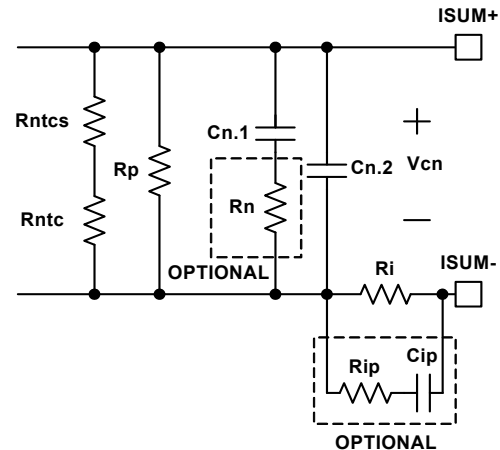 ISUM+
Rntcs
Cn.1
+
Rp
Cn.2
Vcn
Rntc
Rn
−
OPTIONAL
Ri
ISUM-
Rip
Cip
OPTIONAL